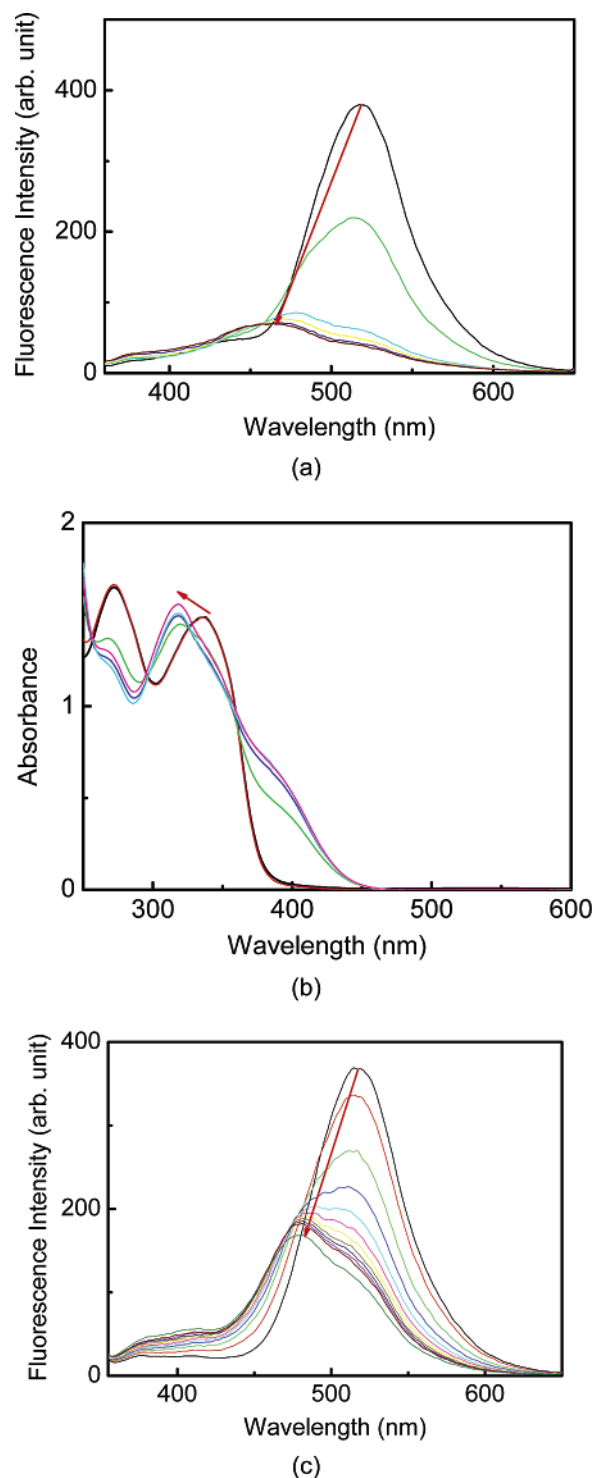 Fluorescence Intensity (arb. unit)
400
200
0
400
500
600
Wavelength (nm)
(a)
Absorbance
2
1
0
300
400
500
600
Wavelength (nm)
(b)
Fluorescence Intensity (arb. unit)
400
200
0
400
500
600
Wavelength (nm)
(c)